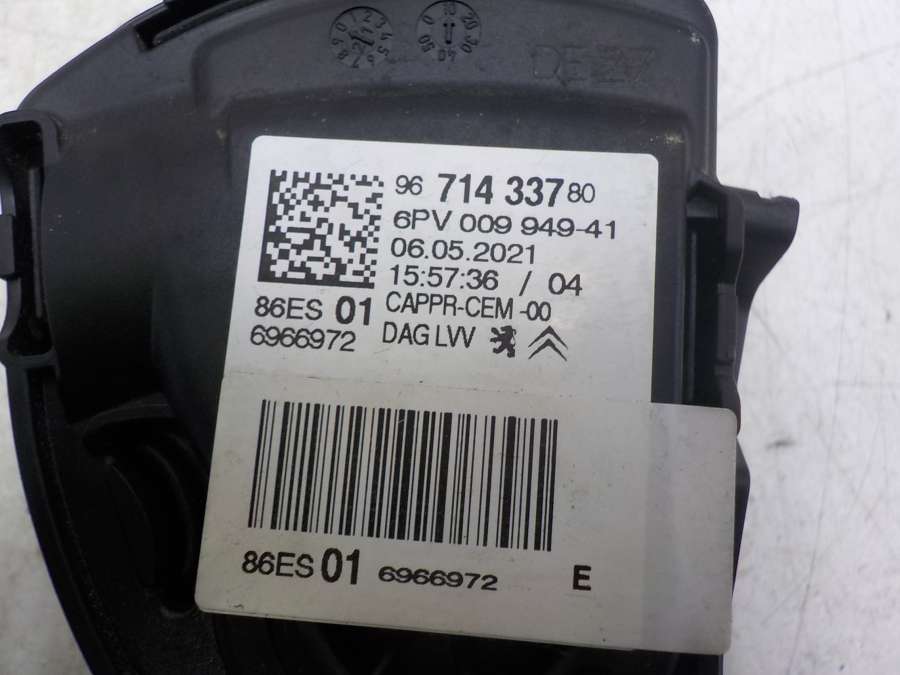 96 714 337 80
6PV 009 949-41
06.05.2021
15:57:36 / 04
86ES 01 CAPPR-CEM -00
6966972 DAG LVV
86ES 01 6966972 E